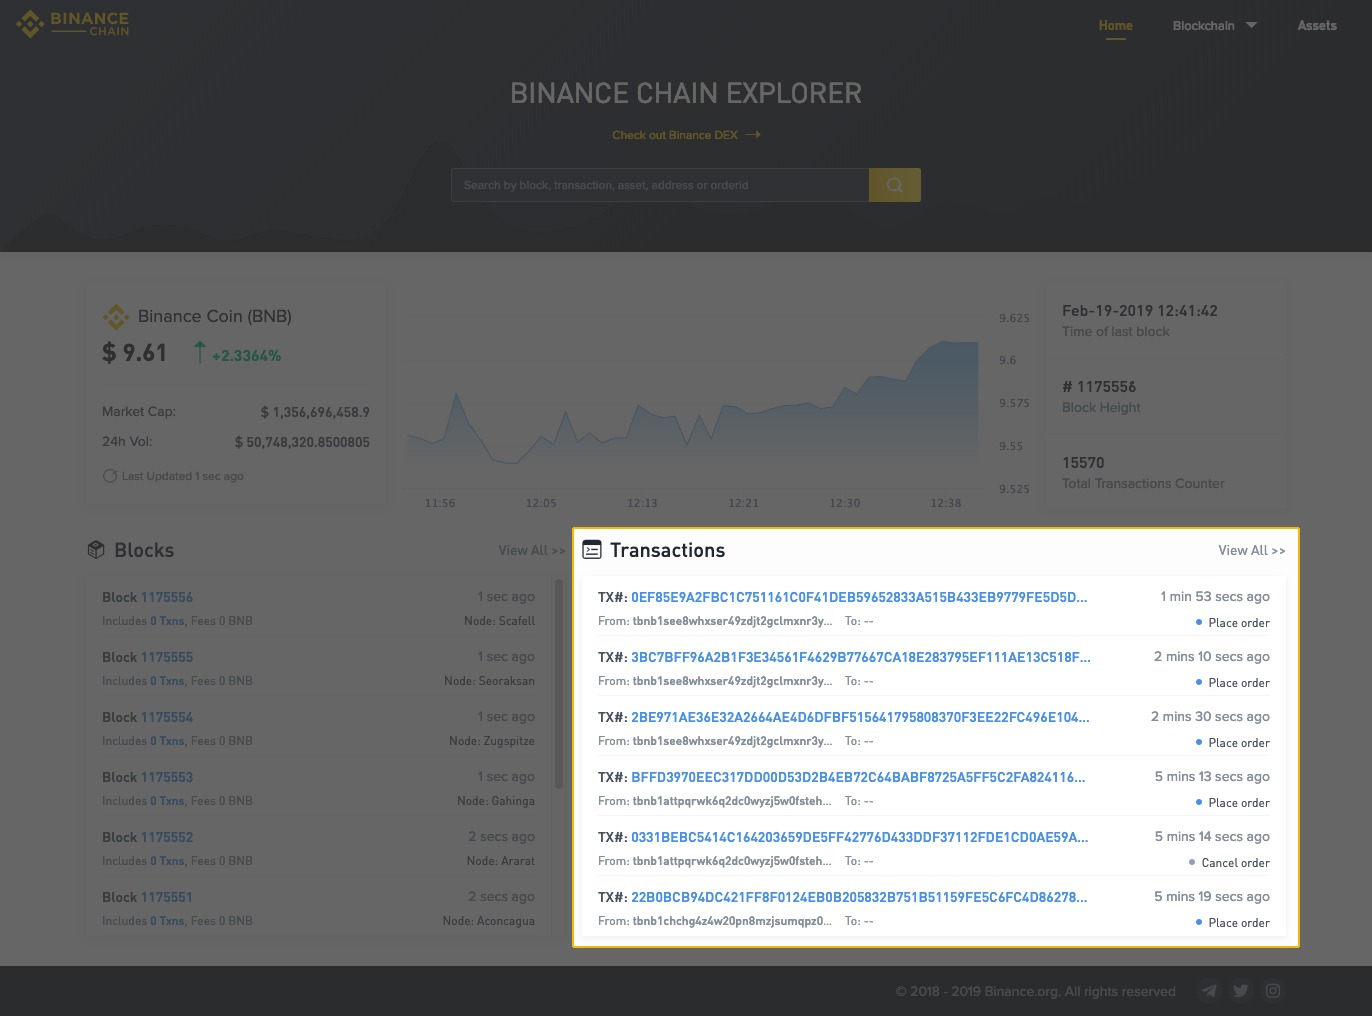 BINANCE
CHAIN
Home Blockchain Assets
BINANCE CHAIN EXPLORER
Check out Binance DEX →
Search by block, transaction, asset, address or orderid
Binance Coin (BNB)
$ 9.61 ↑ +2.3364%
Market Cap: $ 1,356,696,458.9
24h Vol: $ 50,748,320.8500805
Last Updated 1 sec ago
9.625
9.6
9.575
9.55
9.525
11:56 12:05 12:13 12:21 12:30 12:38
Feb-19-2019 12:41:42
Time of last block
# 1175556
Block Height
15570
Total Transactions Counter
Blocks View All >>
Block 1175556 1 sec ago
Includes 0 Txns, Fees 0 BNB Node: Scafell
Block 1175555 1 sec ago
Includes 0 Txns, Fees 0 BNB Node: Seoraksan
Block 1175554 1 sec ago
Includes 0 Txns, Fees 0 BNB Node: Zugspitze
Block 1175553 1 sec ago
Includes 0 Txns, Fees 0 BNB Node: Gahinga
Block 1175552 2 secs ago
Includes 0 Txns, Fees 0 BNB Node: Ararat
Block 1175551 2 secs ago
Includes 0 Txns, Fees 0 BNB Node: Aconcagua
Transactions View All >>
TX#: 0EF85E9A2FBC1C751161C0F41DEB59652833A515B433EB9779FE5D5D... 1 min 53 secs ago
From: tbnb1see8whxser49zdjt2gclmxnr3y... To: -- Place order
TX#: 3BC7BFF96A2B1F3E34561F4629B77667CA18E283795EF111AE13C518F... 2 mins 10 secs ago
From: tbnb1see8whxser49zdjt2gclmxnr3y... To: -- Place order
TX#: 2BE971AE36E32A2664AE4D6DFBF515641795808370F3EE22FC496E104... 2 mins 30 secs ago
From: tbnb1see8whxser49zdjt2gclmxnr3y... To: -- Place order
TX#: BFFD3970EEC317DD00D53D2B4EB72C64BABF8725A5FF5C2FA824116... 5 mins 13 secs ago
From: tbnb1attpqrwk6q2dc0wyzj5w0fsteh... To: -- Place order
TX#: 0331BEBC5414C164203659DE5FF42776D433DDF37112FDE1CD0AE59A... 5 mins 14 secs ago
From: tbnb1attpqrwk6q2dc0wyzj5w0fsteh... To: -- Cancel order
TX#: 22B0BCB94DC421FF8F0124EB0B205832B751B51159FE5C6FC4D86278... 5 mins 19 secs ago
From: tbnb1chchg4z4w20pn8mzjsumqpz0... To: -- Place order
© 2018 - 2019 Binance.org. All rights reserved